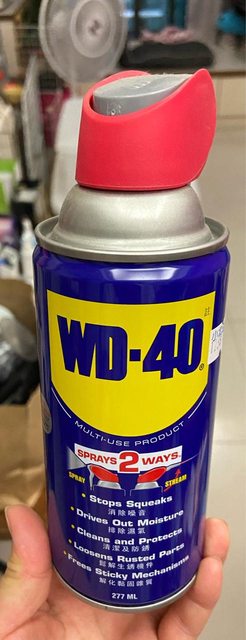 WD-40®
MULTI-USE PRODUCT
SPRAYS 2 WAYS
SPRAY STREAM
• Stops Squeaks
消除噪音
• Drives Out Moisture
排除濕氣
• Cleans and Protects
清潔及防銹
• Loosens Rusted Parts
鬆解生銹機件
• Frees Sticky Mechanisms
解化黏固雜質
277 ML